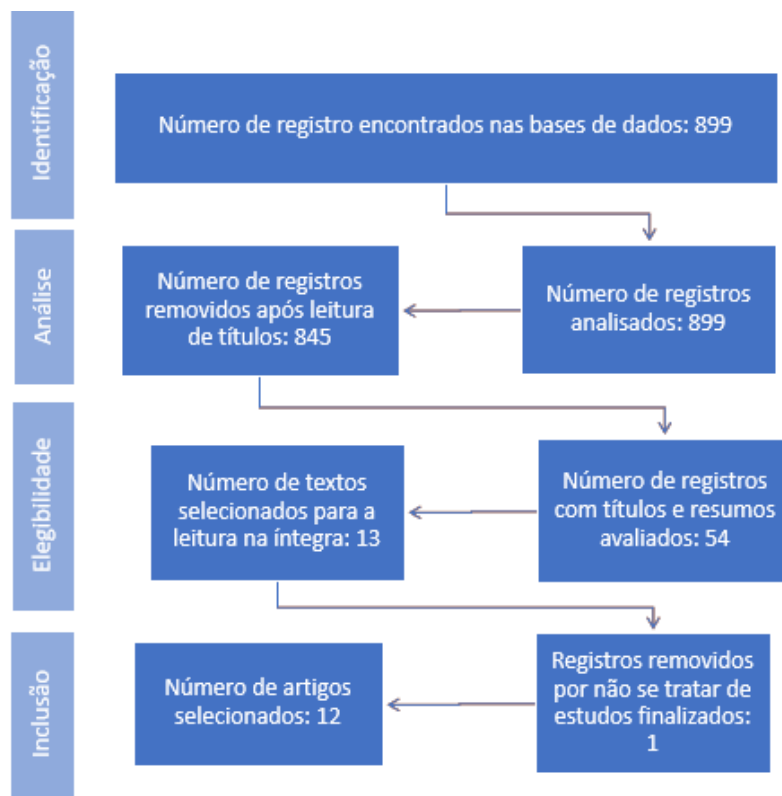 Identificação
Número de registro encontrados nas bases de dados: 899
Análise
Número de registros
removidos após leitura
de títulos: 845
Número de registros
analisados: 899
Elegibilidade
Número de textos
selecionados para a
leitura na íntegra: 13
Número de registros
com títulos e resumos
avaliados: 54
Inclusão
Número de artigos
selecionados: 12
Registros removidos
por não se tratar de
estudos finalizados:
1